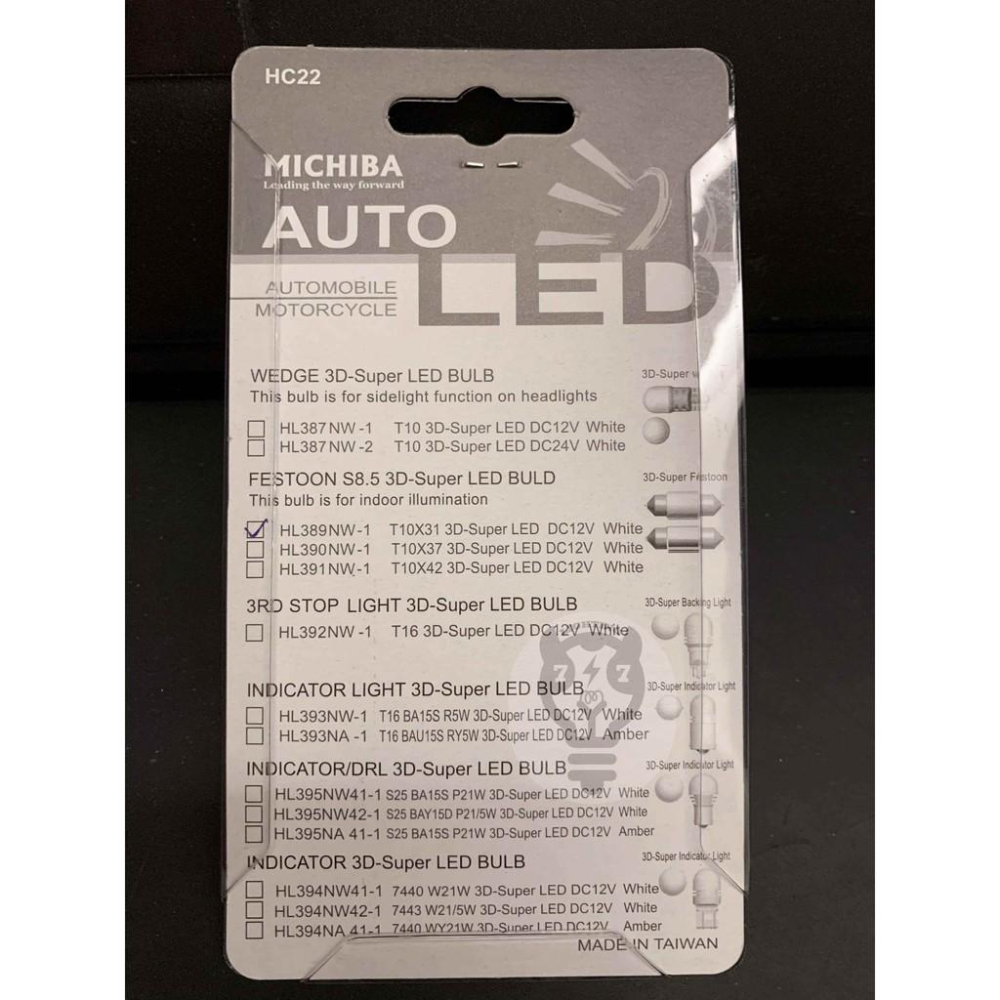 HC22
MICHIBA
Leading the way forward
AUTO
LED
AUTOMOBILE
MOTORCYCLE
WEDGE 3D-Super LED BULB
3D-Super
This bulb is for sidelight function on headlights
HL387 NW -1 T10 3D-Super LED DC12V White
HL387 NW -2 T10 3D-Super LED DC24V White
FESTOON S8.5 3D-Super LED BULD
3D-Super Festoon
This bulb is for indoor illumination
HL389NW-1 T10X31 3D-Super LED DC12V White
HL390NW-1 T10X37 3D-Super LED DC12V White
HL391NW-1 T10X42 3D-Super LED DC12V White
3RD STOP LIGHT 3D-Super LED BULB
3D-Super Backing Light
HL392NW -1 T16 3D-Super LED DC12V White
7 7
INDICATOR LIGHT 3D-Super LED BULB
3D-Super Indicator Light
HL393NW-1 T16 BA15S R5W 3D-Super LED DC12V White
HL393NA -1 T16 BAU15S RY5W 3D-Super LED DC12V Amber
INDICATOR/DRL 3D-Super LED BULB
3D-Super Indicator Light
HL395NW41-1 S25 BA15S P21W 3D-Super LED DC12V White
HL395NW42-1 S25 BAY15D P21/5W 3D-Super LED DC12V White
HL395NA 41-1 S25 BA15S P21W 3D-Super LED DC12V Amber
INDICATOR 3D-Super LED BULB
3D-Super Indicator Light
HL394NW41-1 7440 W21W 3D-Super LED DC12V White
HL394NW42-1 7443 W21/5W 3D-Super LED DC12V White
HL394NA 41-1 7440 WY21W 3D-Super LED DC12V Amber
MADE IN TAIWAN